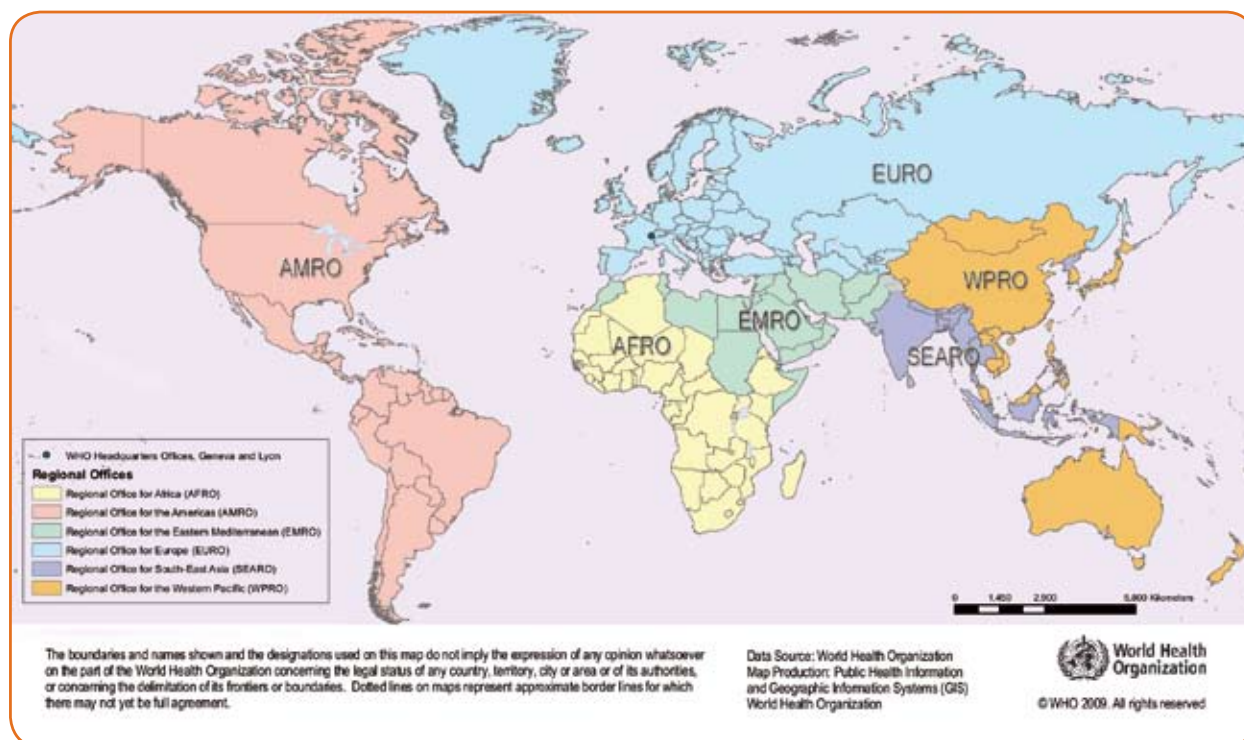 EURO
AMRO
WPRO
EMRO
AFRO
SEARO
WHO Headquarters Offices, Geneva and Lyon
Regional Offices
Regional Office for Africa (AFRO)
Regional Office for the Americas (AMRO)
Regional Office for the Eastern Mediterranean (EMRO)
Regional Office for Europe (EURO)
Regional Office for South-East Asia (SEARO)
Regional Office for the Western Pacific (WPRO)
0 1,450 2,900 5,800 Kilometers
The boundaries and names shown and the designations used on this map do not imply the expression of any opinion whatsoever
on the part of the World Health Organization concerning the legal status of any country, territory, city or area or of its authorities,
or concerning the delimitation of its frontiers or boundaries. Dotted lines on maps represent approximate border lines for which
there may not yet be full agreement.
Data Source: World Health Organization
Map Production: Public Health Information
and Geographic Information Systems (GIS)
World Health Organization
World Health
Organization
© WHO 2009. All rights reserved